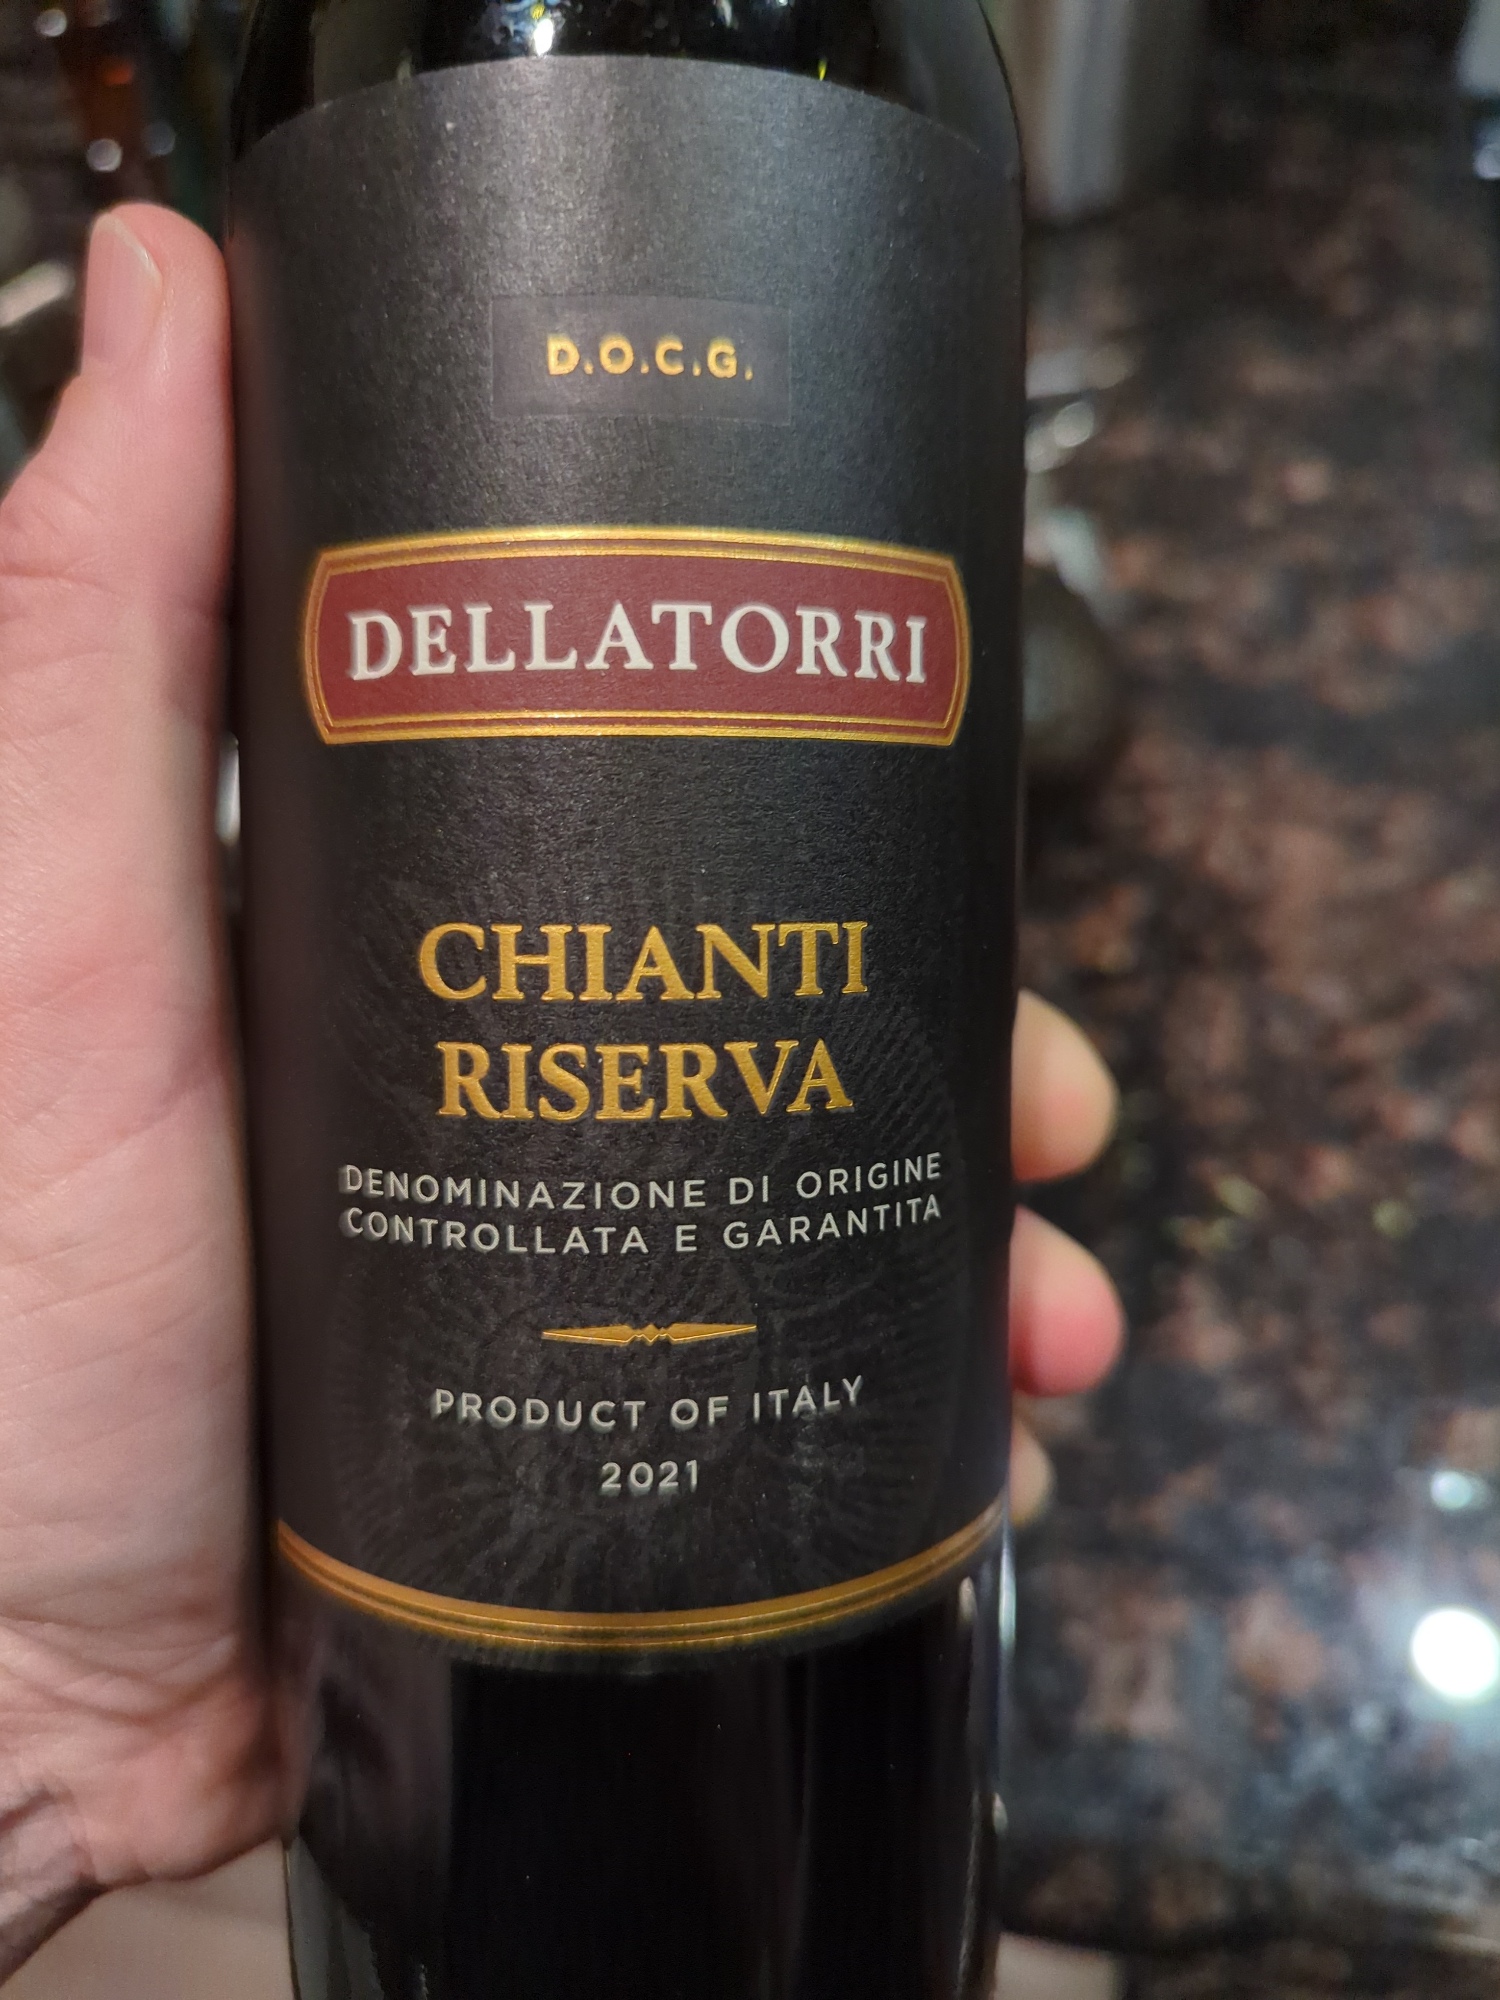 D.O.C.G.
DELLATORRI
CHIANTI
RISERVA
DENOMINAZIONE DI ORIGINE
CONTROLLATA E GARANTITA
PRODUCT OF ITALY
2021